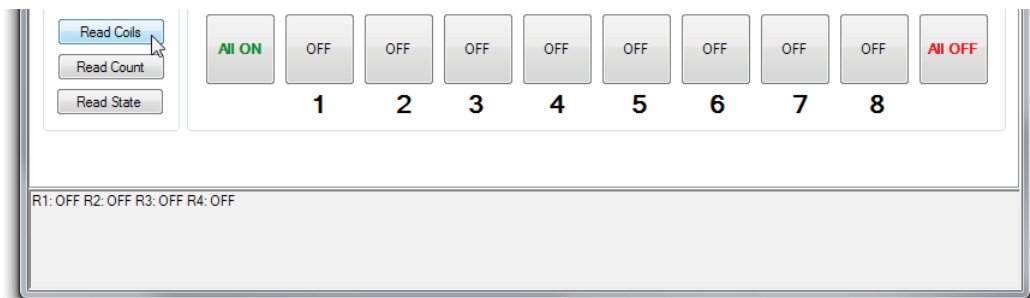 Read Coils
Read Count
Read State
All ON OFF OFF OFF OFF OFF OFF OFF OFF All OFF
1 2 3 4 5 6 7 8
R1: OFF R2: OFF R3: OFF R4: OFF